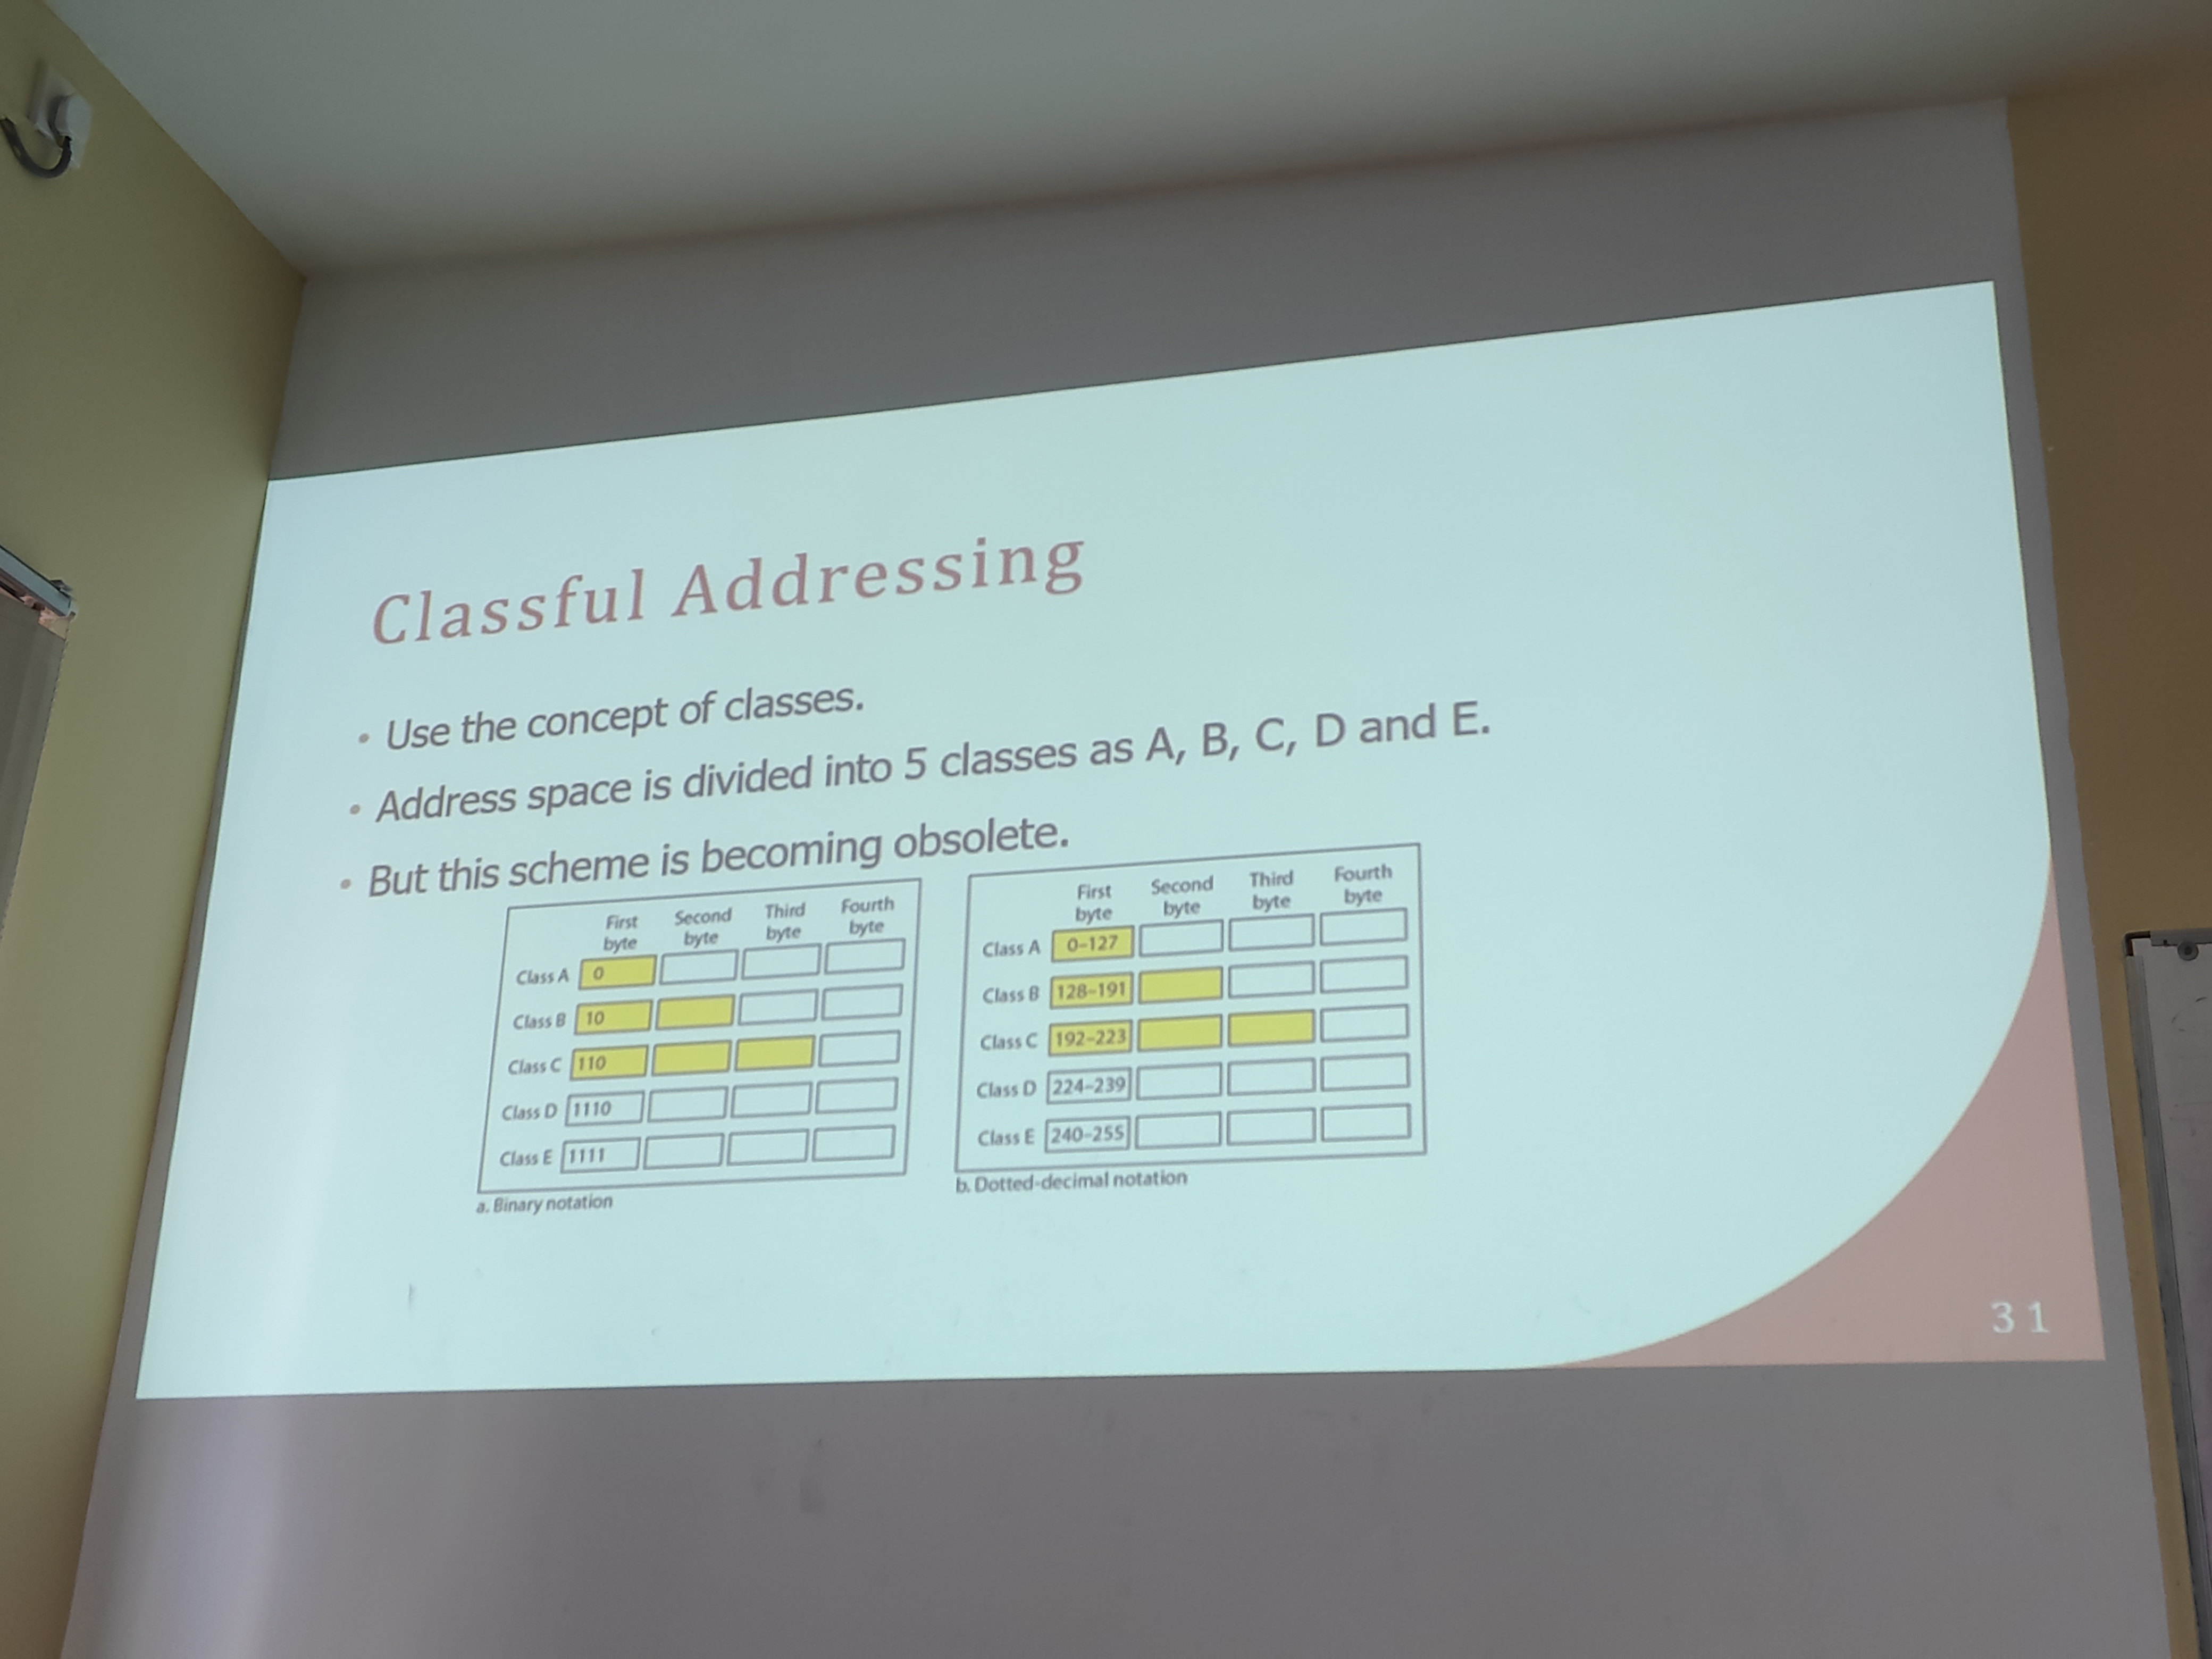 Classful Addressing
• Use the concept of classes.
• Address space is divided into 5 classes as A, B, C, D and E.
• But this scheme is becoming obsolete.
First byte Second byte Third byte Fourth byte
Class A 0
Class B 10
Class C 110
Class D 1110
Class E 1111
a. Binary notation
First byte Second byte Third byte Fourth byte
Class A 0–127
Class B 128–191
Class C 192–223
Class D 224–239
Class E 240–255
b. Dotted-decimal notation
31